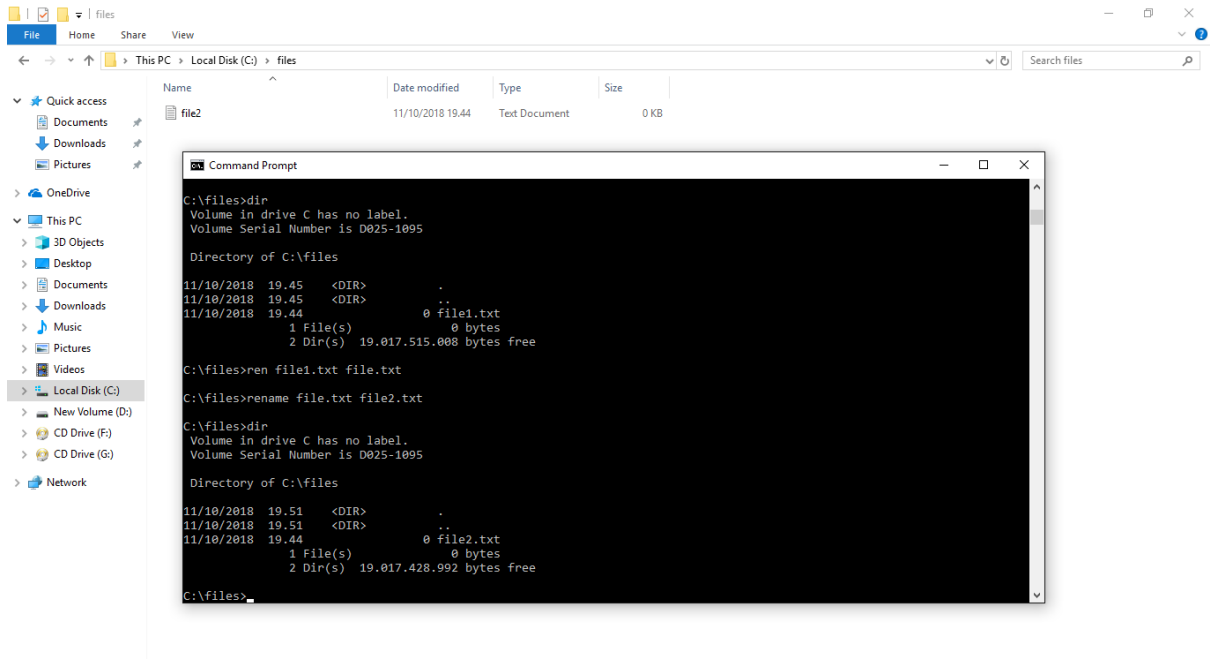 files
File Home Share View
This PC > Local Disk (C:) > files
Search files
Name Date modified Type Size
file2 11/10/2018 19.44 Text Document 0 KB
Quick access
Documents
Downloads
Pictures
OneDrive
This PC
3D Objects
Desktop
Documents
Downloads
Music
Pictures
Videos
Local Disk (C:)
New Volume (D:)
CD Drive (F:)
CD Drive (G:)
Network
Command Prompt
C:\files>dir
Volume in drive C has no label.
Volume Serial Number is D025-1095
Directory of C:\files
11/10/2018 19.45 <DIR> .
11/10/2018 19.45 <DIR> ..
11/10/2018 19.44 0 file1.txt
1 File(s) 0 bytes
2 Dir(s) 19.017.515.008 bytes free
C:\files>ren file1.txt file.txt
C:\files>rename file.txt file2.txt
C:\files>dir
Volume in drive C has no label.
Volume Serial Number is D025-1095
Directory of C:\files
11/10/2018 19.51 <DIR> .
11/10/2018 19.51 <DIR> ..
11/10/2018 19.44 0 file2.txt
1 File(s) 0 bytes
2 Dir(s) 19.017.428.992 bytes free
C:\files>_